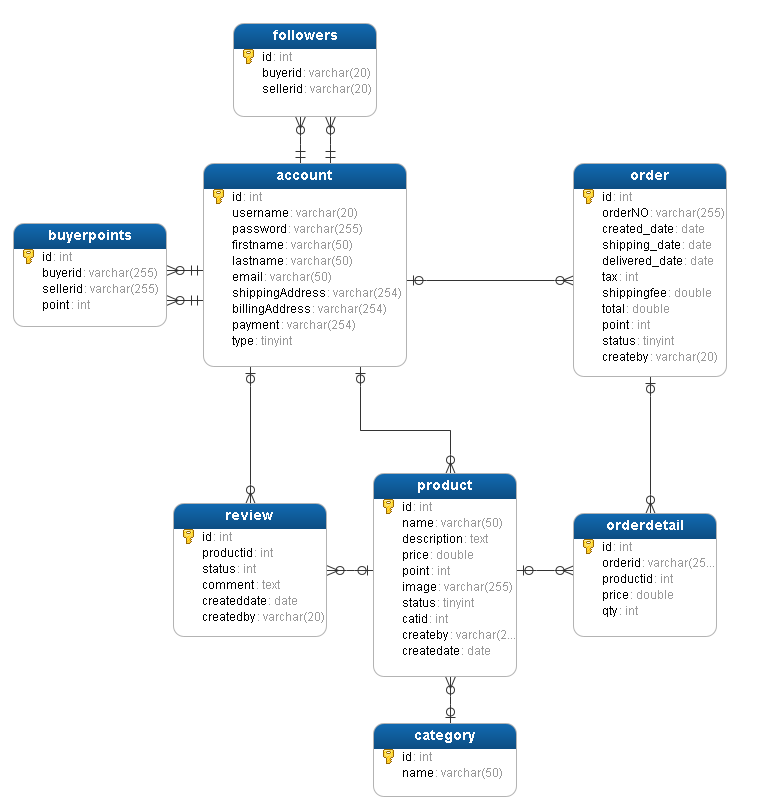 followers
id: int
buyerid: varchar(20)
sellerid: varchar(20)
account
id: int
username: varchar(20)
password: varchar(255)
firstname: varchar(50)
lastname: varchar(50)
email: varchar(50)
shippingAddress: varchar(254)
billingAddress: varchar(254)
payment: varchar(254)
type: tinyint
order
id: int
orderNO: varchar(255)
created_date: date
shipping_date: date
delivered_date: date
tax: int
shippingfee: double
total: double
point: int
status: tinyint
createby: varchar(20)
buyerpoints
id: int
buyerid: varchar(255)
sellerid: varchar(255)
point: int
review
id: int
productid: int
status: int
comment: text
createddate: date
createdby: varchar(20)
product
id: int
name: varchar(50)
description: text
price: double
point: int
image: varchar(255)
status: tinyint
catid: int
createby: varchar(2...
createdate: date
orderdetail
id: int
orderid: varchar(25...
productid: int
price: double
qty: int
category
id: int
name: varchar(50)